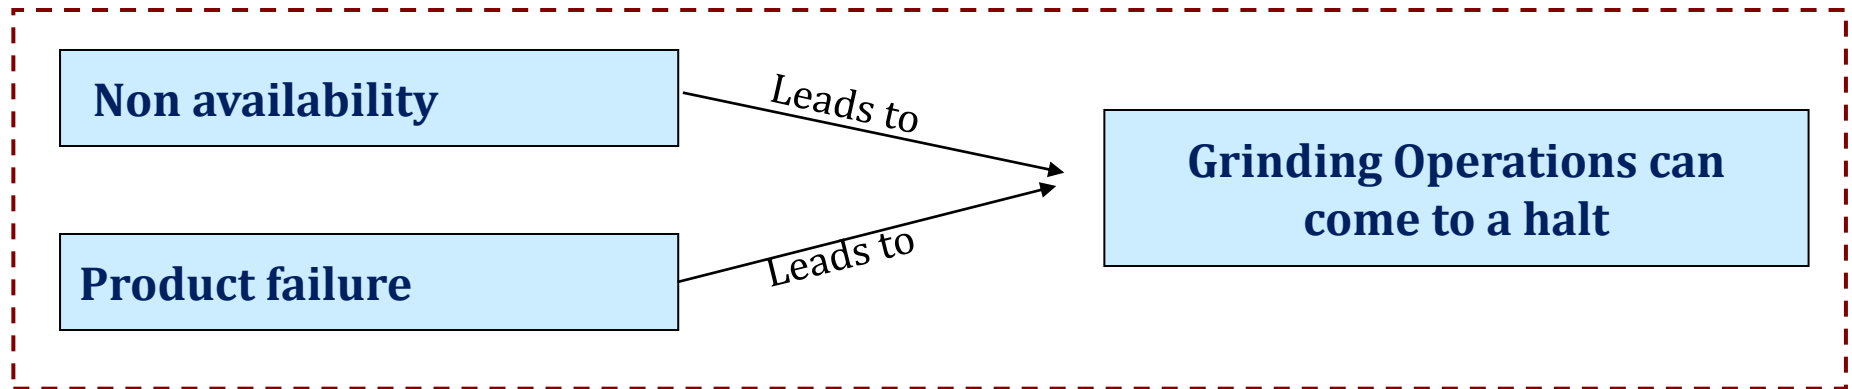 Non availability
Leads to
Grinding Operations can
come to a halt
Product failure
Leads to